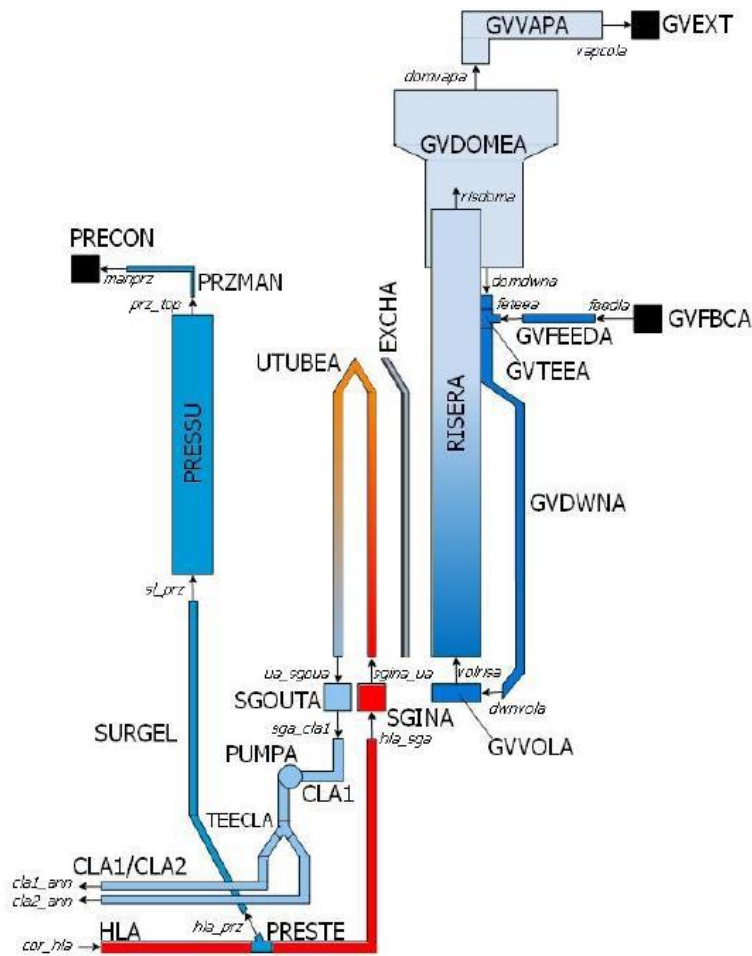 GVVAPA
GVEXT
vapcola
domvapa
GVDOMEA
risdoma
PRECON
manprz
PRZMAN
prz_top
domdwna
feteea
feedla
GVFEEDA
GVFBCA
GVTEEA
EXCHA
UTUBEA
PRESSU
RISERA
GVDWNA
sl_prz
ua_sgoua
sgina_ua
volrisa
dwnvola
SGOUTA
SGINA
GVVOLA
sga_cla1
hla_sga
SURGEL
PUMPA
CLA1
TEECLA
CLA1/CLA2
cla1_ann
cla2_ann
HLA
hla_prz
PRESTE
cor_hla